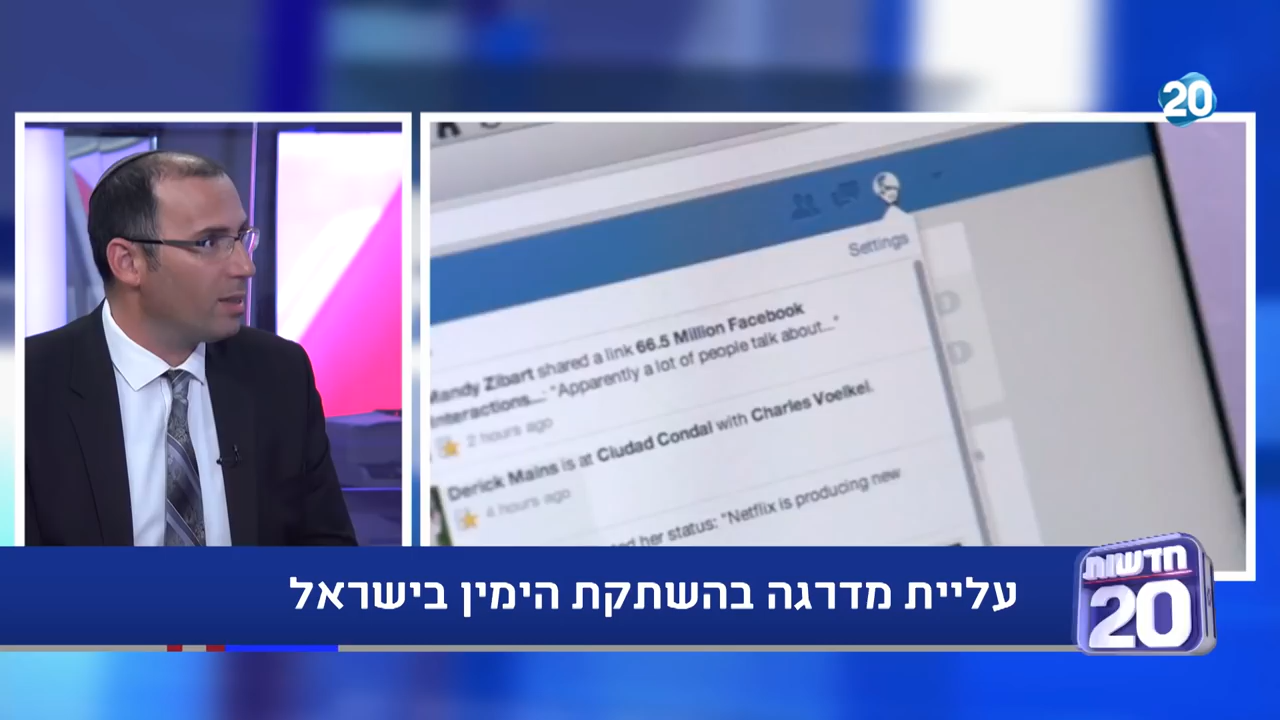 20
Settings
Mandy Zibart shared a link 66.5 Million Facebook
Interactions...: "Apparently a lot of people talk about..."
2 hours ago
Derick Mains is at Ciudad Condal with Charles Voelkel.
4 hours ago
her status: "Netflix is producing new
עליית מדרגה בהשתקת הימין בישראל
חדשות
20